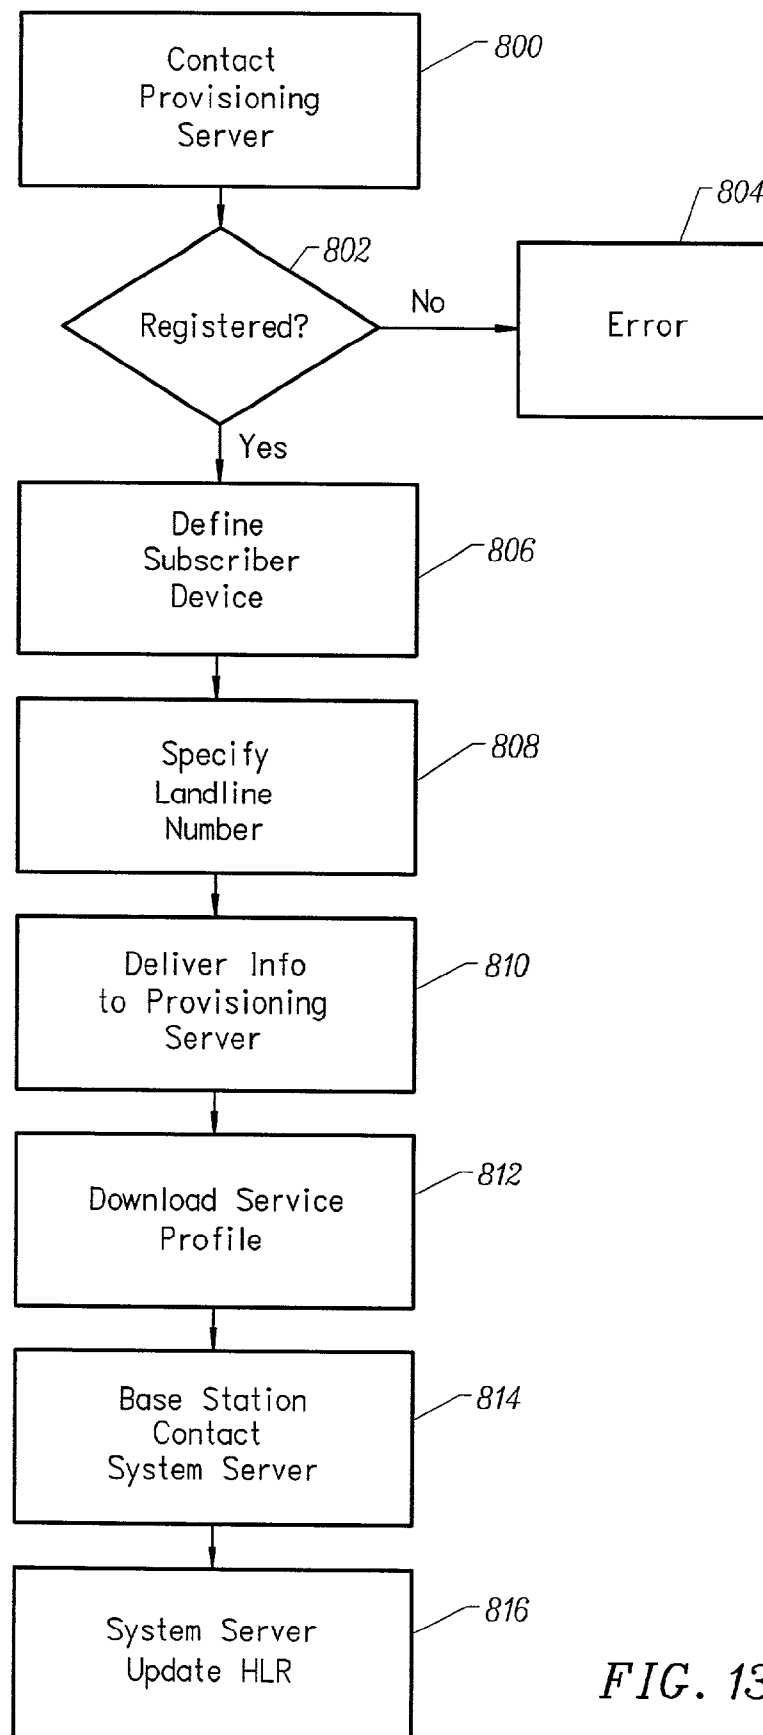 Contact
Provisioning
Server
800
802
Registered?
No
804
Error
Yes
Define
Subscriber
Device
806
Specify
Landline
Number
808
Deliver Info
to Provisioning
Server
810
Download Service
Profile
812
Base Station
Contact
System Server
814
System Server
Update HLR
816
FIG. 13